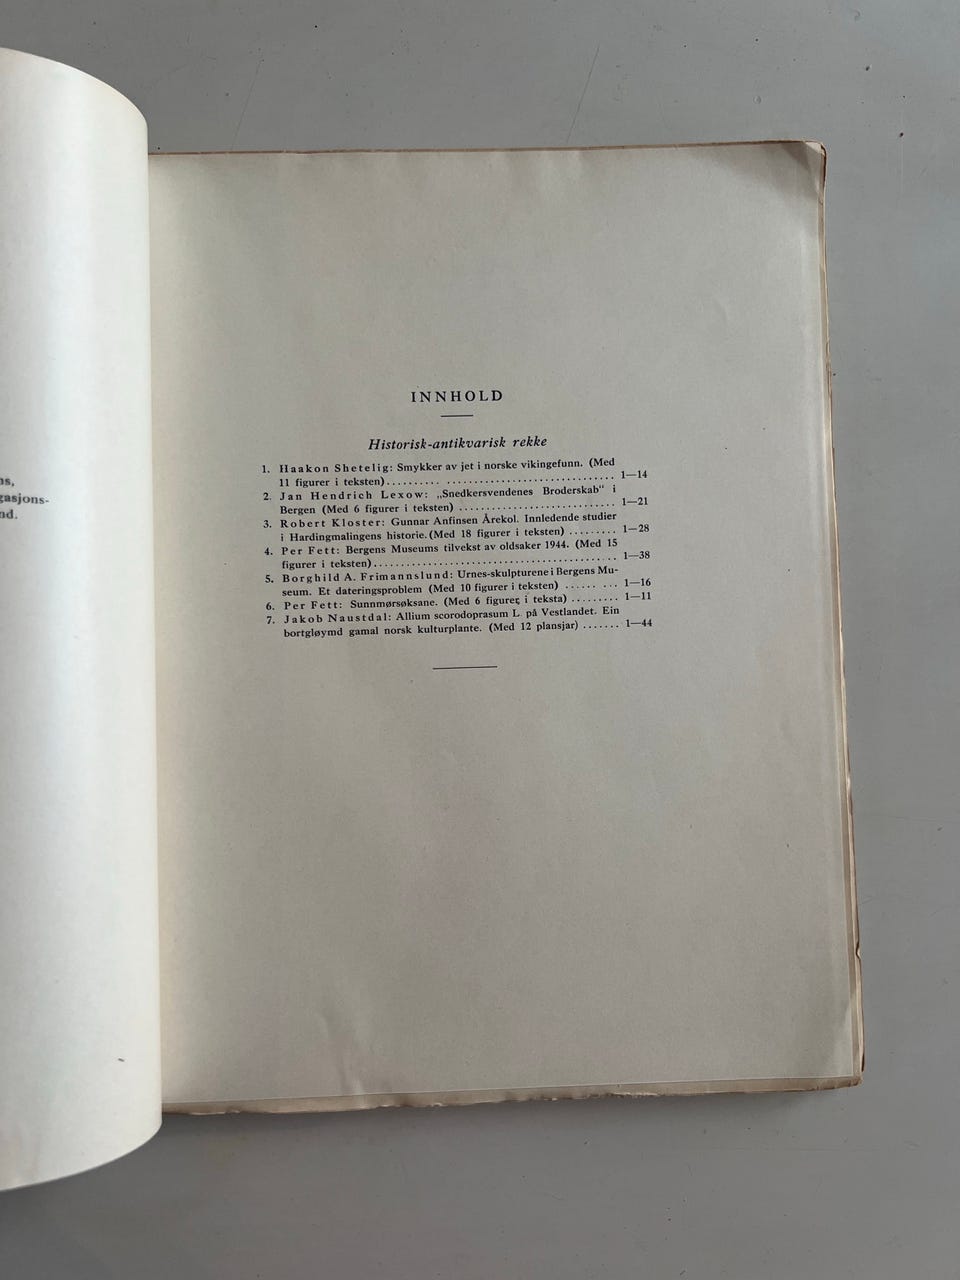 ns,
gasjons-
nd.
INNHOLD
Historisk-antikvarisk rekke
1. Haakon Shetelig: Smykker av jet i norske vikingefunn. (Med
11 figurer i teksten).......... ........................ 1—14
2. Jan Hendrich Lexow: „Snedkersvendenes Broderskab" i
Bergen (Med 6 figurer i teksten) .......................... 1—21
3. Robert Kloster: Gunnar Anfinsen Årekol. Innledende studier
i Hardingmalingens historie. (Med 18 figurer i teksten) ......... 1—28
4. Per Fett: Bergens Museums tilvekst av oldsaker 1944. (Med 15
figurer i teksten)......................................... 1—38
5. Borghild A. Frimannslund: Urnes-skulpturene i Bergens Mu-
seum. Et dateringsproblem (Med 10 figurer i teksten) ...... ... 1—16
6. Per Fett: Sunnmørsøksane. (Med 6 figurer i teksta) ......... 1—11
7. Jakob Naustdal: Allium scorodoprasum L. på Vestlandet. Ein
bortgløymd gamal norsk kulturplante. (Med 12 plansjar) ....... 1—44